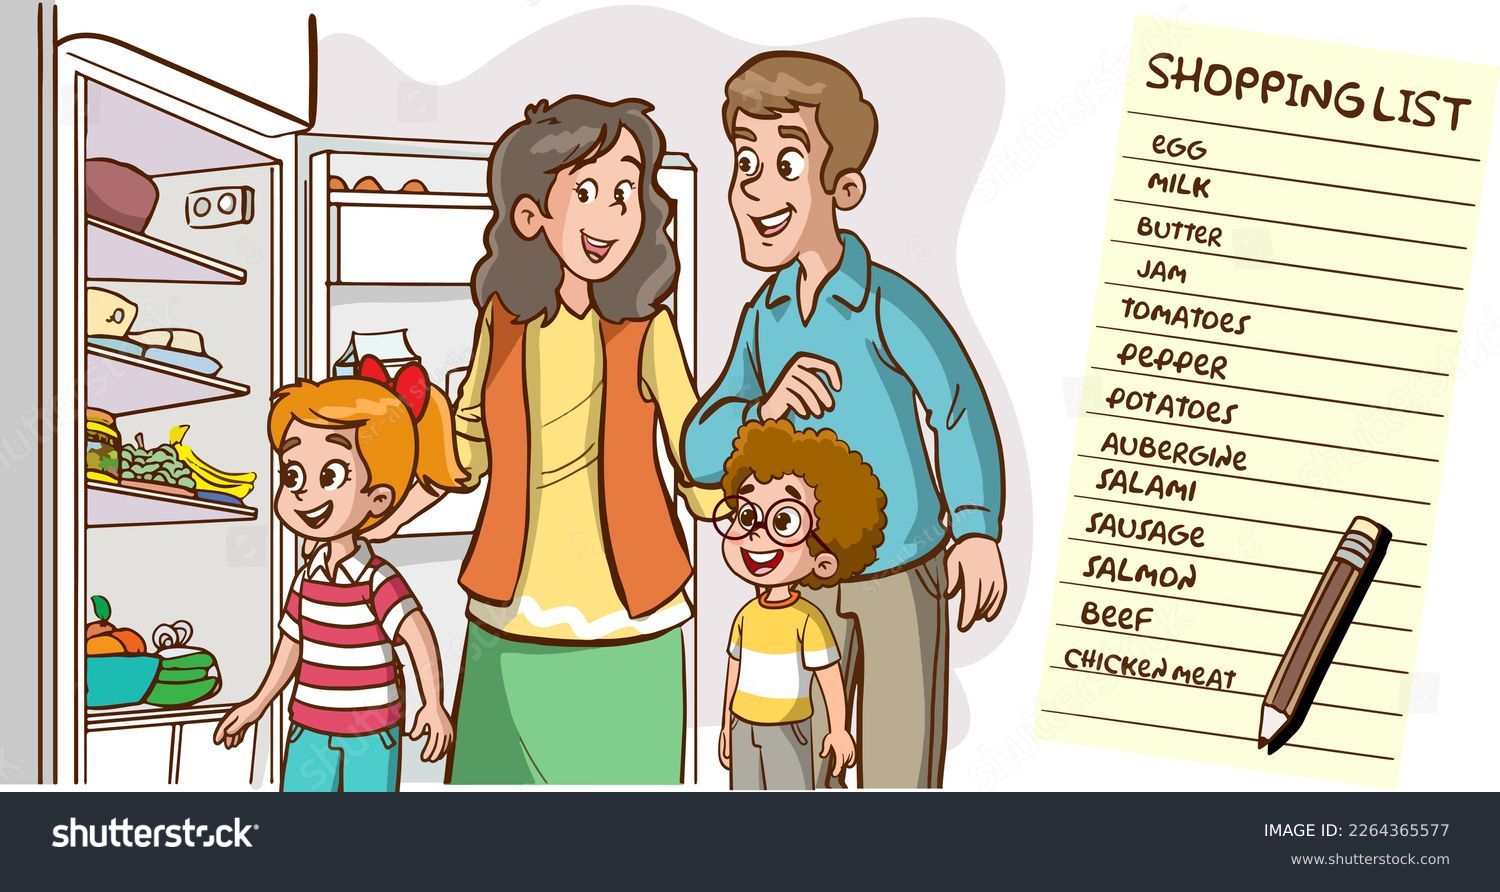 SHOPPING LIST
EGG
MILK
BUTTER
JAM
TOMATOES
PEPPER
POTATOES
AUBERGINE
SALAMI
SAUSAGE
SALMON
BEEF
CHICKEN MEAT
shutterstock
IMAGE ID: 2264365577
www.shutterstock.com